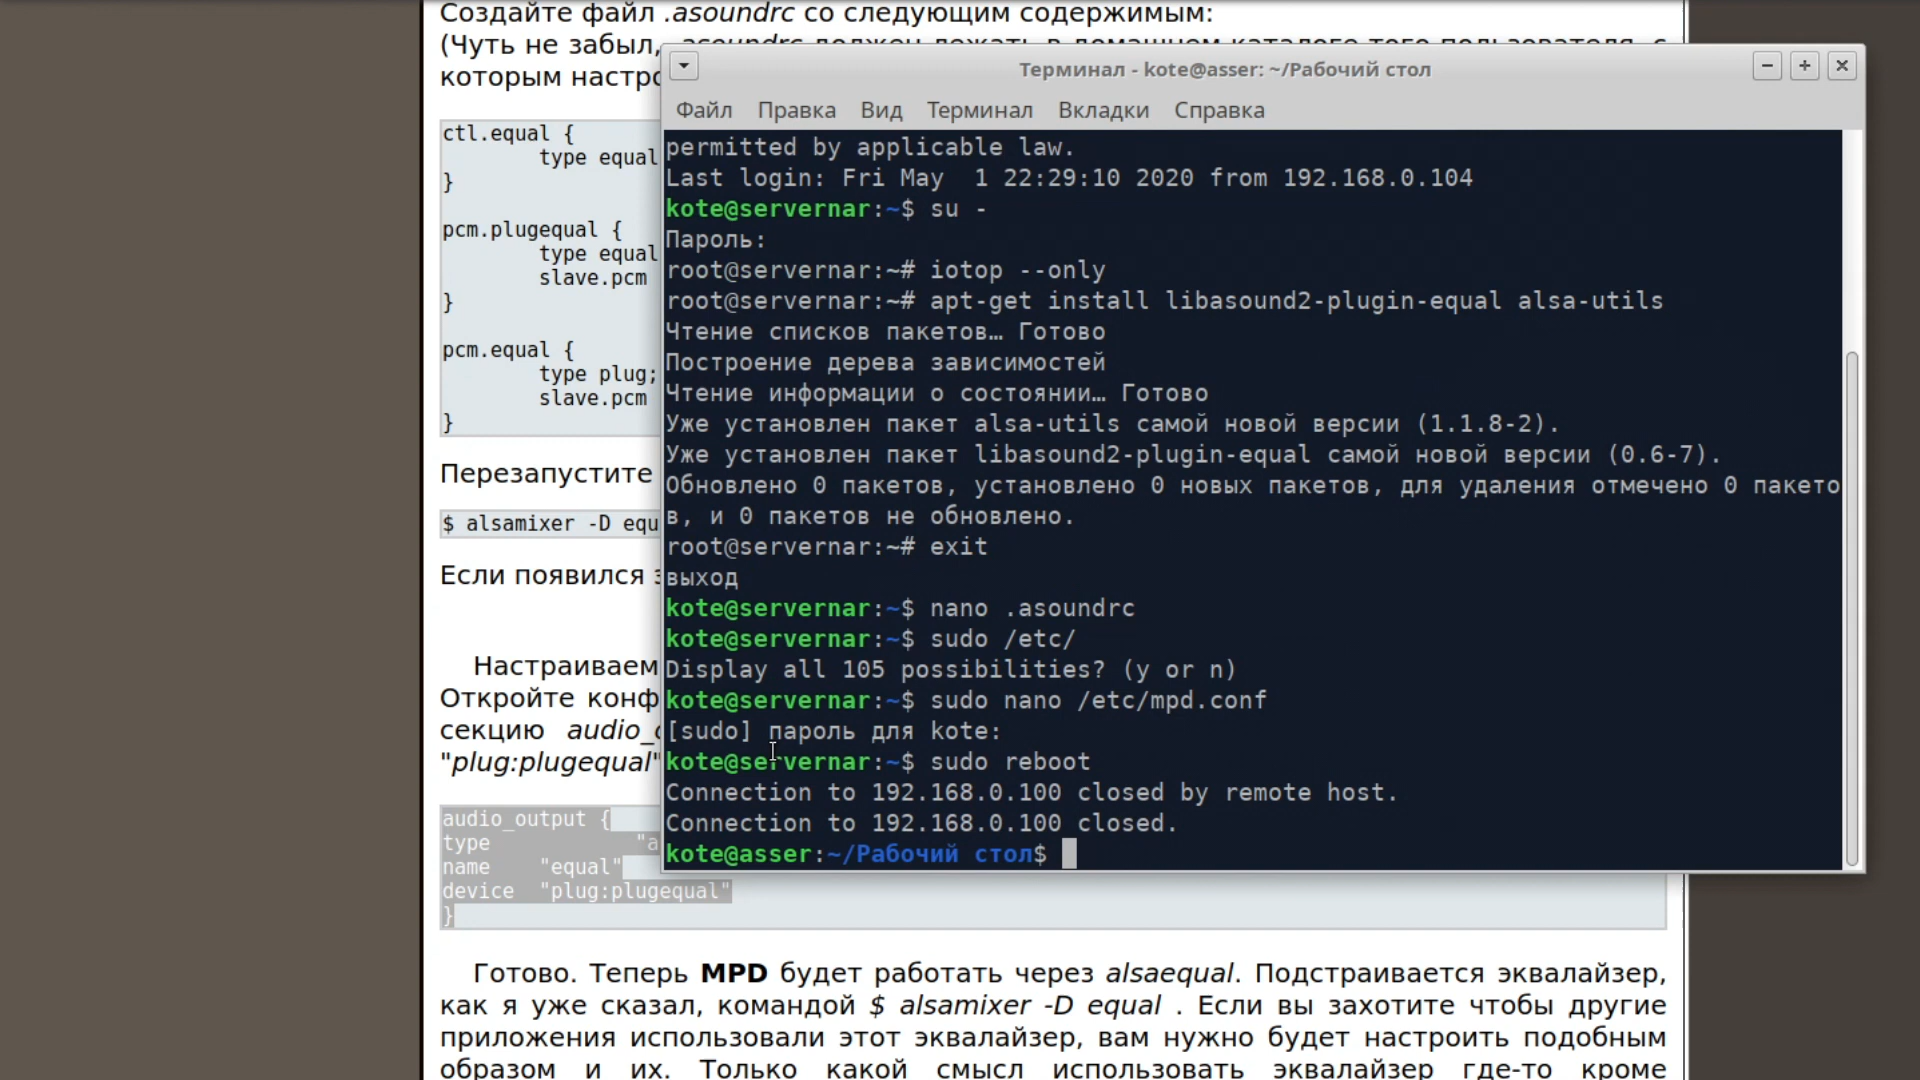 Создайте файл .asoundrc со следующим содержимым:
(Чуть не забыл, .asoundrc должен лежать в домашнем каталоге того пользователя, с
которым настро
ctl.equal {
type equal
}
pcm.plugequal {
type equal
slave.pcm
}
pcm.equal {
type plug;
slave.pcm
}
Перезапустите
$ alsamixer -D equ
Если появился
Настраиваем
Откройте конф
секцию audio_o
"plug:plugequal"
audio_output {
type "a
name "equal"
device "plug:plugequal"
}
Готово. Теперь MPD будет работать через alsaequal. Подстраивается эквалайзер,
как я уже сказал, командой $ alsamixer -D equal . Если вы захотите чтобы другие
приложения использовали этот эквалайзер, вам нужно будет настроить подобным
образом и их. Только какой смысл использовать эквалайзер где-то кроме
Терминал - kote@asser: ~/Рабочий стол
Файл Правка Вид Терминал Вкладки Справка
permitted by applicable law.
Last login: Fri May  1 22:29:10 2020 from 192.168.0.104
kote@servernar:~$ su -
Пароль:
root@servernar:~# iotop --only
root@servernar:~# apt-get install libasound2-plugin-equal alsa-utils
Чтение списков пакетов… Готово
Построение дерева зависимостей
Чтение информации о состоянии… Готово
Уже установлен пакет alsa-utils самой новой версии (1.1.8-2).
Уже установлен пакет libasound2-plugin-equal самой новой версии (0.6-7).
Обновлено 0 пакетов, установлено 0 новых пакетов, для удаления отмечено 0 пакето
в, и 0 пакетов не обновлено.
root@servernar:~# exit
выход
kote@servernar:~$ nano .asoundrc
kote@servernar:~$ sudo /etc/
Display all 105 possibilities? (y or n)
kote@servernar:~$ sudo nano /etc/mpd.conf
[sudo] пароль для kote:
kote@servernar:~$ sudo reboot
Connection to 192.168.0.100 closed by remote host.
Connection to 192.168.0.100 closed.
kote@asser:~/Рабочий стол$